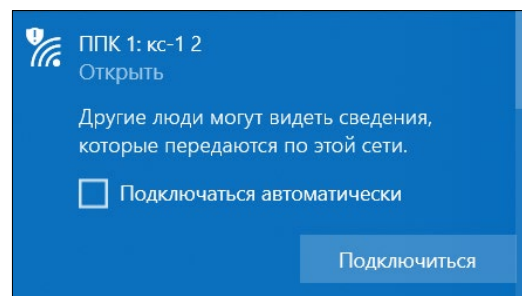 ППК 1: кс-1 2
Открыть
Другие люди могут видеть сведения,
которые передаются по этой сети.
Подключаться автоматически
Подключиться